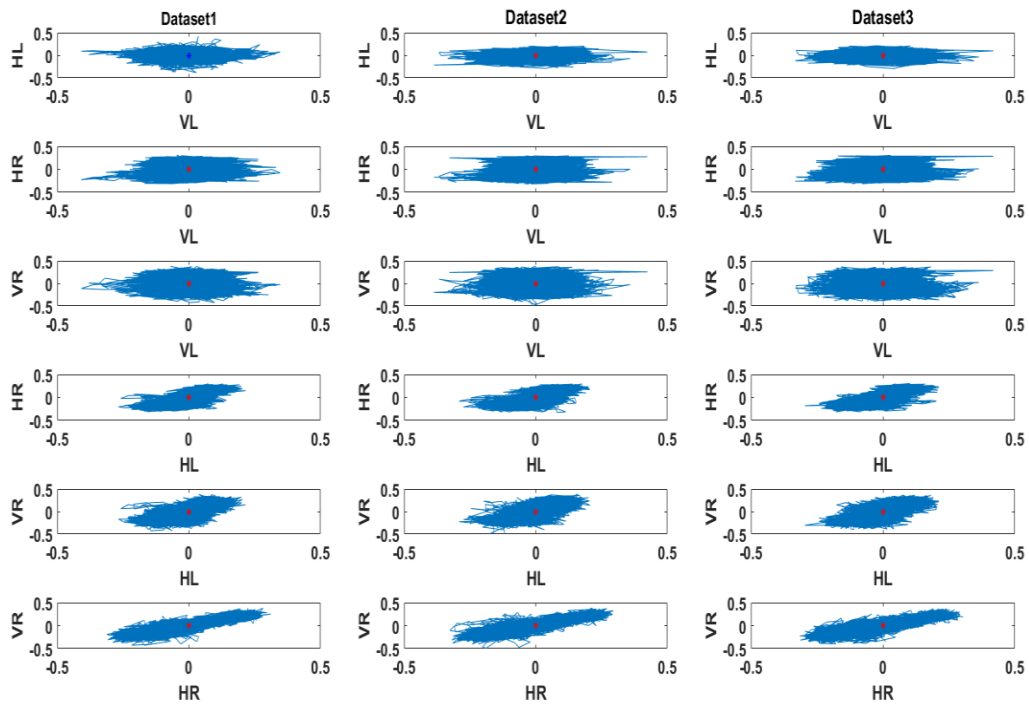 Dataset1 Dataset2 Dataset3
HL 0.5 0 -0.5 HL 0.5 0 -0.5 HL 0.5 0 -0.5
-0.5 0 0.5 -0.5 0 0.5 -0.5 0 0.5
VL VL VL
HR 0.5 0 -0.5 HR 0.5 0 -0.5 HR 0.5 0 -0.5
-0.5 0 0.5 -0.5 0 0.5 -0.5 0 0.5
VL VL VL
VR 0.5 0 -0.5 VR 0.5 0 -0.5 VR 0.5 0 -0.5
-0.5 0 0.5 -0.5 0 0.5 -0.5 0 0.5
VL VL VL
HR 0.5 0 -0.5 HR 0.5 0 -0.5 HR 0.5 0 -0.5
-0.5 0 0.5 -0.5 0 0.5 -0.5 0 0.5
HL HL HL
VR 0.5 0 -0.5 VR 0.5 0 -0.5 VR 0.5 0 -0.5
-0.5 0 0.5 -0.5 0 0.5 -0.5 0 0.5
HL HL HL
VR 0.5 0 -0.5 VR 0.5 0 -0.5 VR 0.5 0 -0.5
-0.5 0 0.5 -0.5 0 0.5 -0.5 0 0.5
HR HR HR